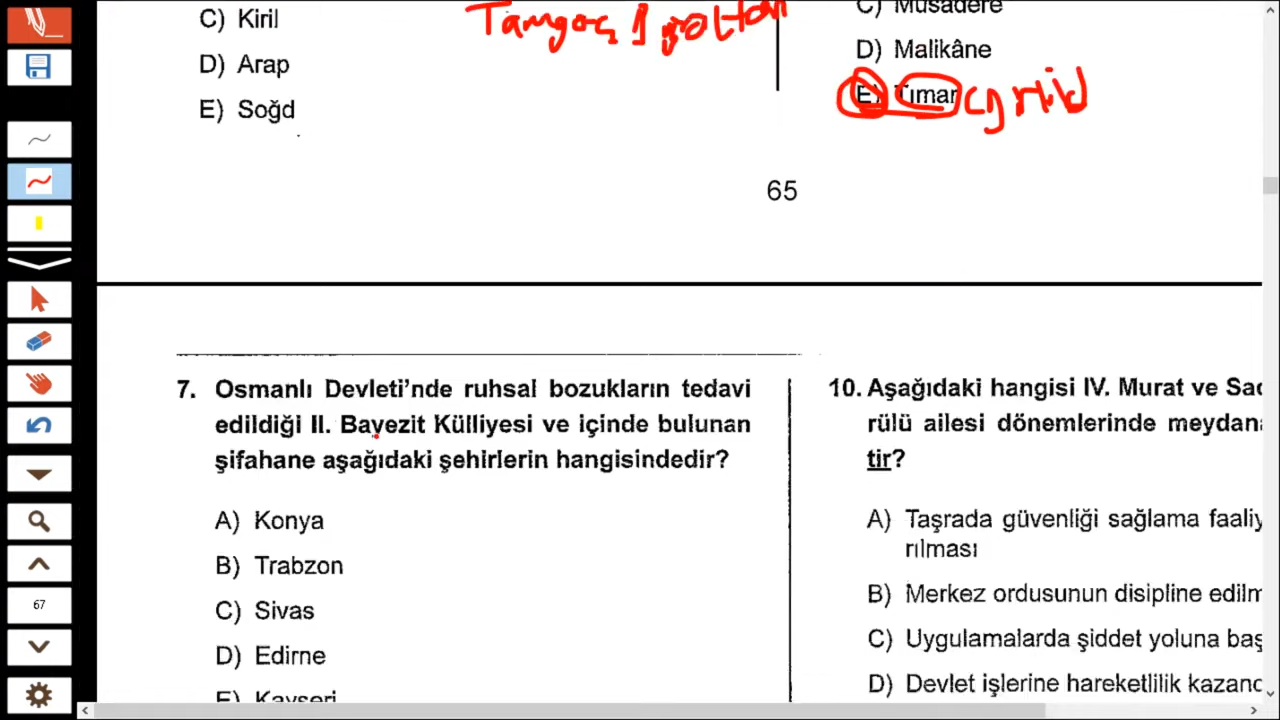 C) Kiril
D) Arap
E) Soğd
Tamgaç
C) Müsadere
D) Malikâne
E) Tımar
65
7. Osmanlı Devleti’nde ruhsal bozukların tedavi
edildiği II. Bayezit Külliyesi ve içinde bulunan
şifahane aşağıdaki şehirlerin hangisindedir?
A) Konya
B) Trabzon
C) Sivas
D) Edirne
E) Kayseri
10. Aşağıdaki hangisi IV. Murat ve Sad
rülü ailesi dönemlerinde meydana
tir?
A) Taşrada güvenliği sağlama faaliy
rılması
B) Merkez ordusunun disipline edilm
C) Uygulamalarda şiddet yoluna baş
D) Devlet işlerine hareketlilik kazand
67